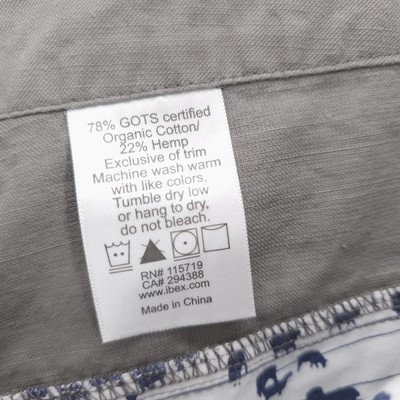 78% GOTS certified
Organic Cotton/
22% Hemp
Exclusive of trim
Machine wash warm
with like colors.
Tumble dry low
or hang to dry,
do not bleach.
RN# 115719
CA# 294388
www.ibex.com
Made in China